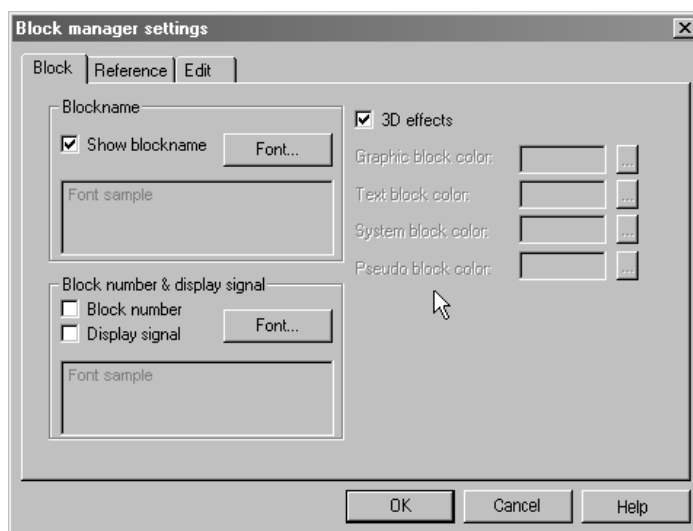 Block manager settings
Block Reference Edit
Blockname
Show blockname Font...
Font sample
Block number & display signal
Block number
Display signal
Font...
Font sample
3D effects
Graphic block color: ...
Text block color: ...
System block color: ...
Pseudo block color: ...
OK Cancel Help